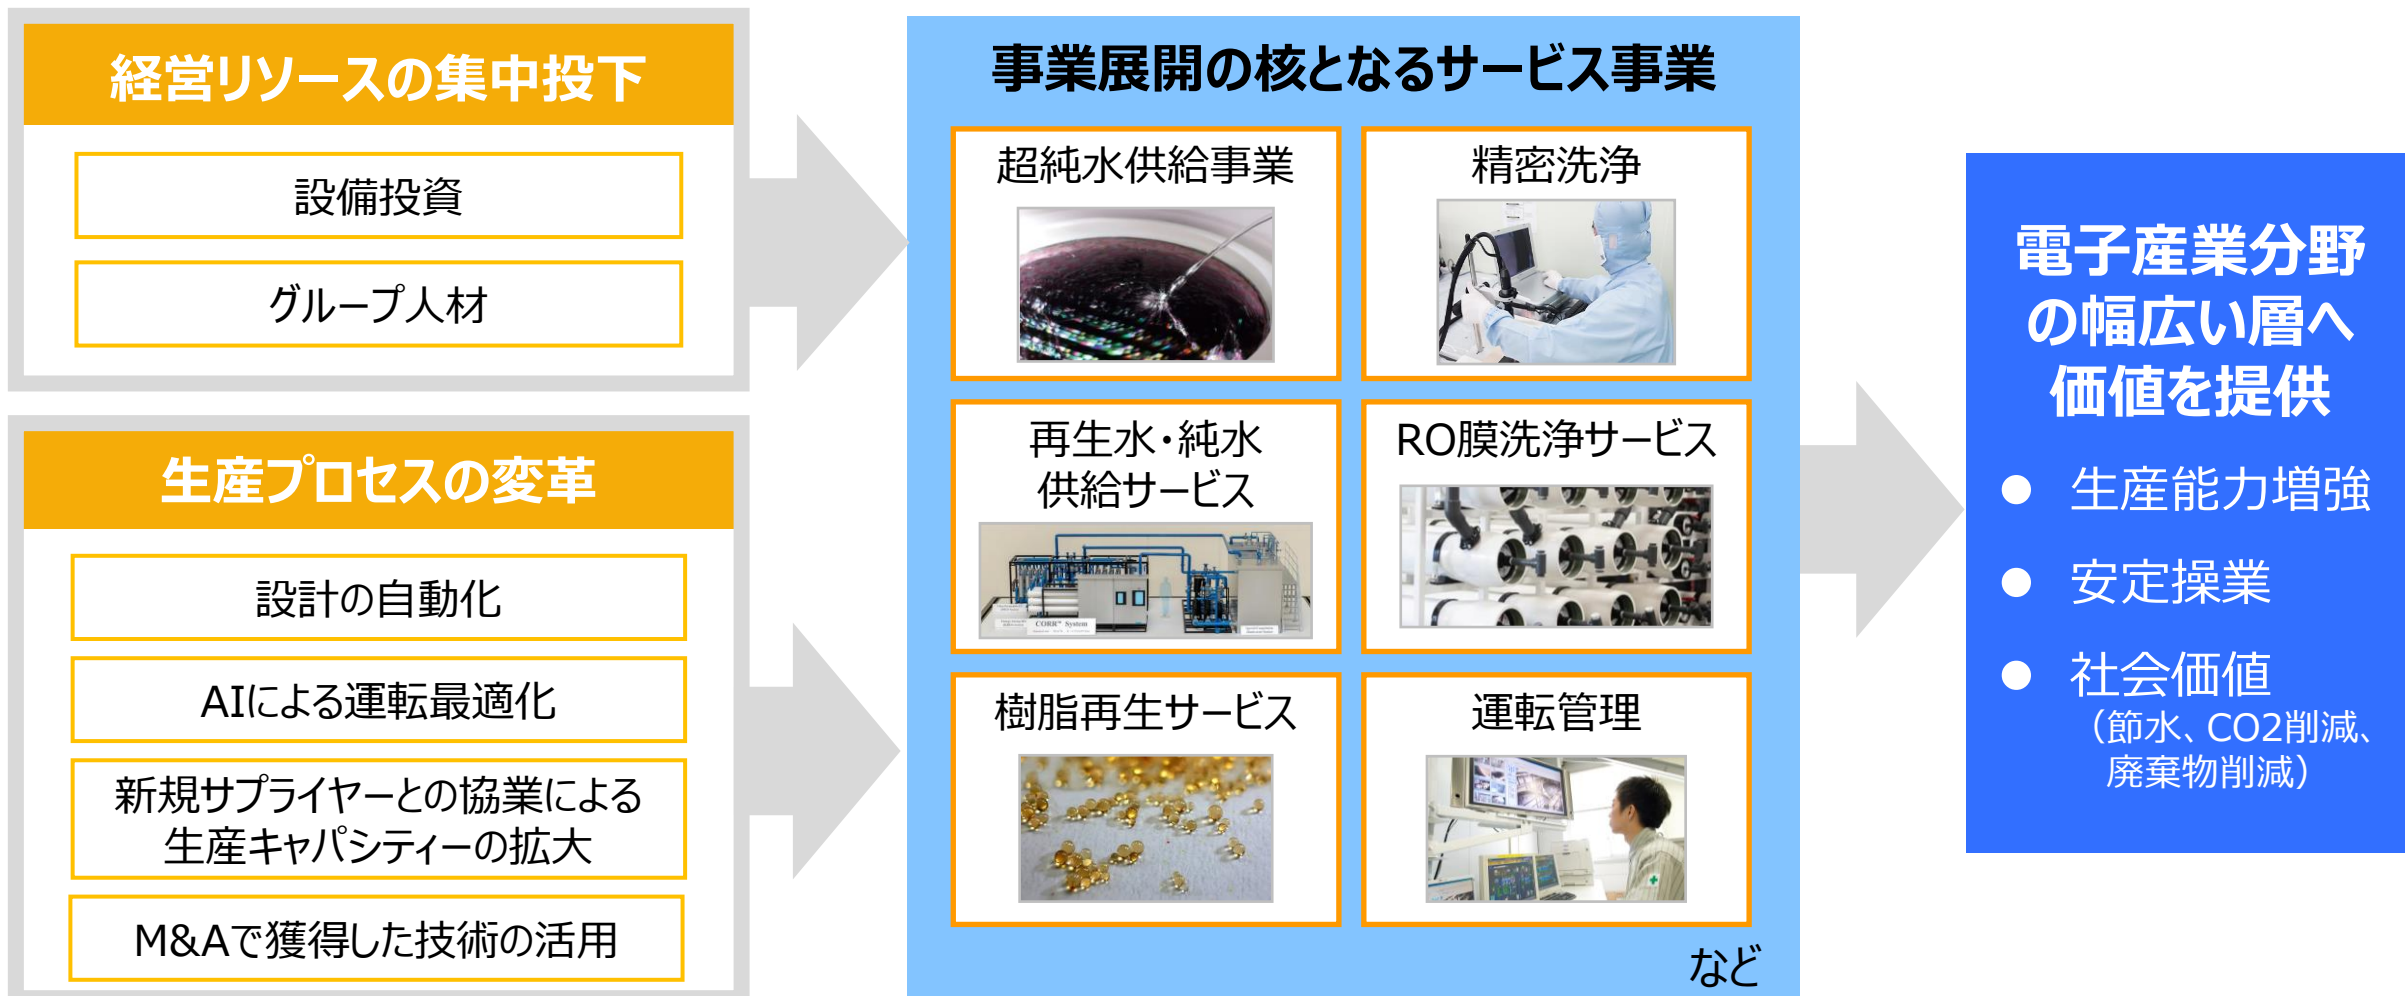 経営リソースの集中投下
設備投資
グループ人材
生産プロセスの変革
設計の自動化
AIによる運転最適化
新規サプライヤーとの協業による
生産キャパシティーの拡大
M&Aで獲得した技術の活用
事業展開の核となるサービス事業
超純水供給事業
精密洗浄
再生水・純水
供給サービス
CORR™ System
RO膜洗浄サービス
樹脂再生サービス
運転管理
など
電子産業分野
の幅広い層へ
価値を提供
● 生産能力増強
● 安定操業
● 社会価値
（節水、CO2削減、
廃棄物削減）